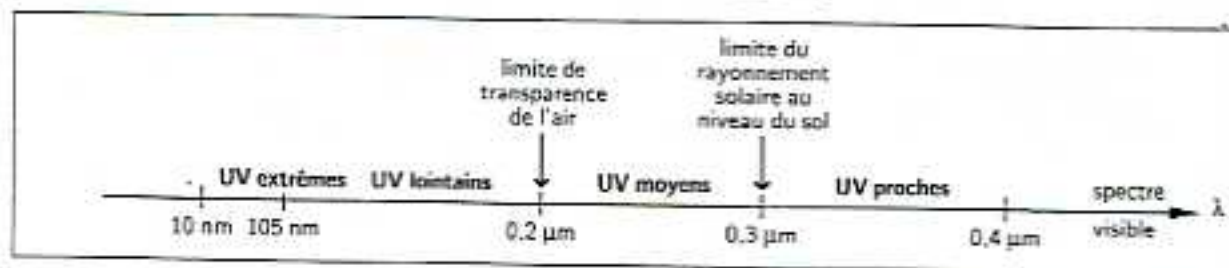 limite de
transparence
de l'air
limite du
rayonnement
solaire au
niveau du sol
UV extrêmes UV lointains UV moyens UV proches spectre
visible
λ
10 nm 105 nm 0,2 µm 0,3 µm 0,4 µm